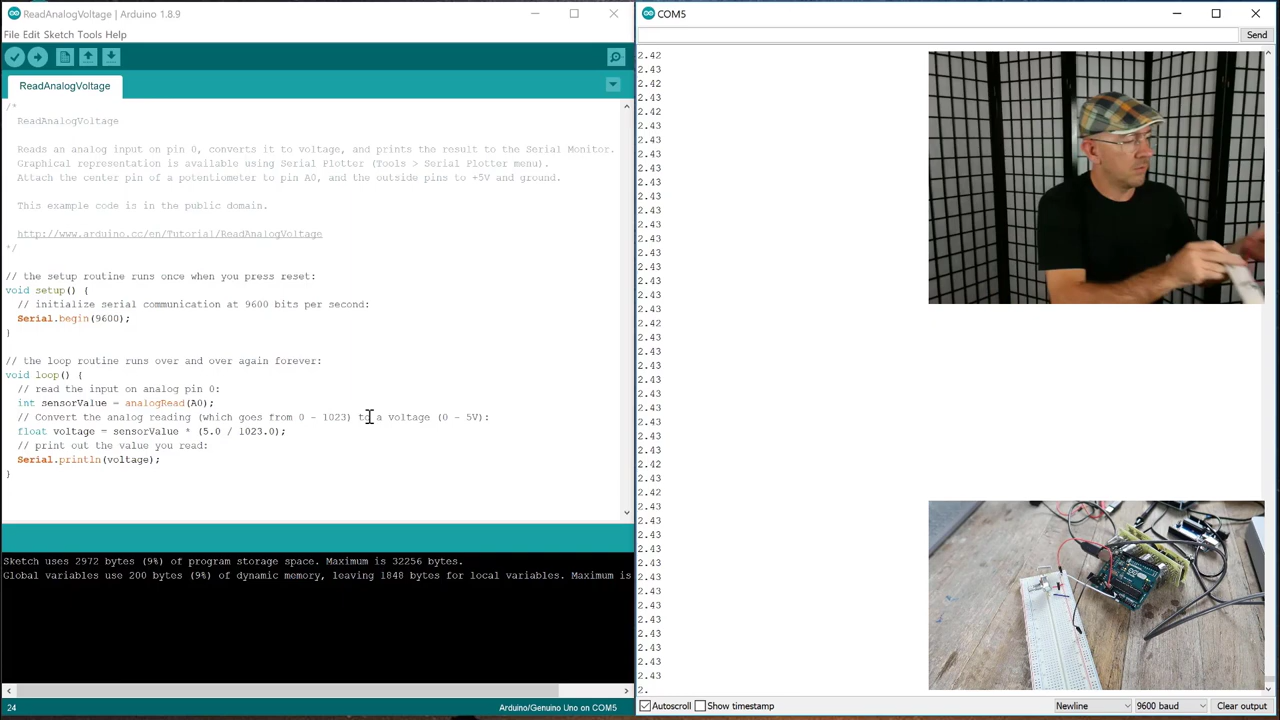 ReadAnalogVoltage | Arduino 1.8.9
File Edit Sketch Tools Help
ReadAnalogVoltage
/*
ReadAnalogVoltage
Reads an analog input on pin 0, converts it to voltage, and prints the result to the Serial Monitor.
Graphical representation is available using Serial Plotter (Tools > Serial Plotter menu).
Attach the center pin of a potentiometer to pin A0, and the outside pins to +5V and ground.
This example code is in the public domain.
http://www.arduino.cc/en/Tutorial/ReadAnalogVoltage
*/
// the setup routine runs once when you press reset:
void setup() {
// initialize serial communication at 9600 bits per second:
Serial.begin(9600);
}
// the loop routine runs over and over again forever:
void loop() {
// read the input on analog pin 0:
int sensorValue = analogRead(A0);
// Convert the analog reading (which goes from 0 - 1023) to a voltage (0 - 5V):
float voltage = sensorValue * (5.0 / 1023.0);
// print out the value you read:
Serial.println(voltage);
}
Sketch uses 2972 bytes (9%) of program storage space. Maximum is 32256 bytes.
Global variables use 200 bytes (9%) of dynamic memory, leaving 1848 bytes for local variables. Maximum is
24
Arduino/Genuino Uno on COM5
COM5
Send
2.42
2.43
2.42
2.43
2.42
2.43
2.43
2.43
2.43
2.43
2.43
2.43
2.43
2.43
2.43
2.43
2.43
2.43
2.43
2.42
2.43
2.43
2.43
2.43
2.43
2.43
2.43
2.43
2.43
2.42
2.43
2.42
2.43
2.43
2.43
2.43
2.43
2.43
2.43
2.43
2.43
2.43
2.43
2.43
2.43
2.
Autoscroll
Show timestamp
Newline
9600 baud
Clear output